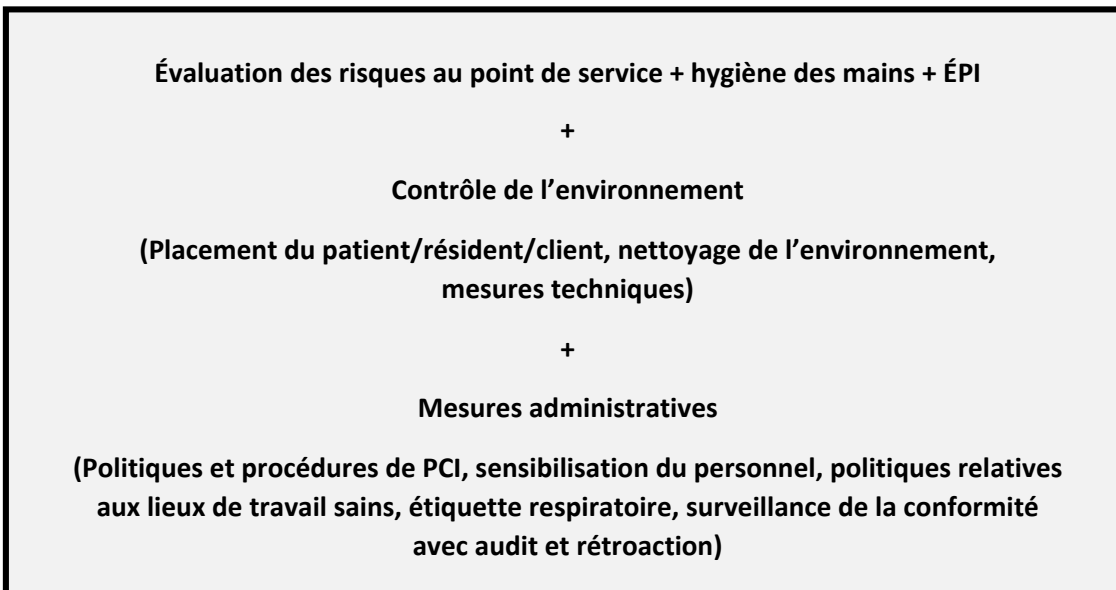 Évaluation des risques au point de service + hygiène des mains + ÉPI
+
Contrôle de l’environnement
(Placement du patient/résident/client, nettoyage de l’environnement,
mesures techniques)
+
Mesures administratives
(Politiques et procédures de PCI, sensibilisation du personnel, politiques relatives
aux lieux de travail sains, étiquette respiratoire, surveillance de la conformité
avec audit et rétroaction)